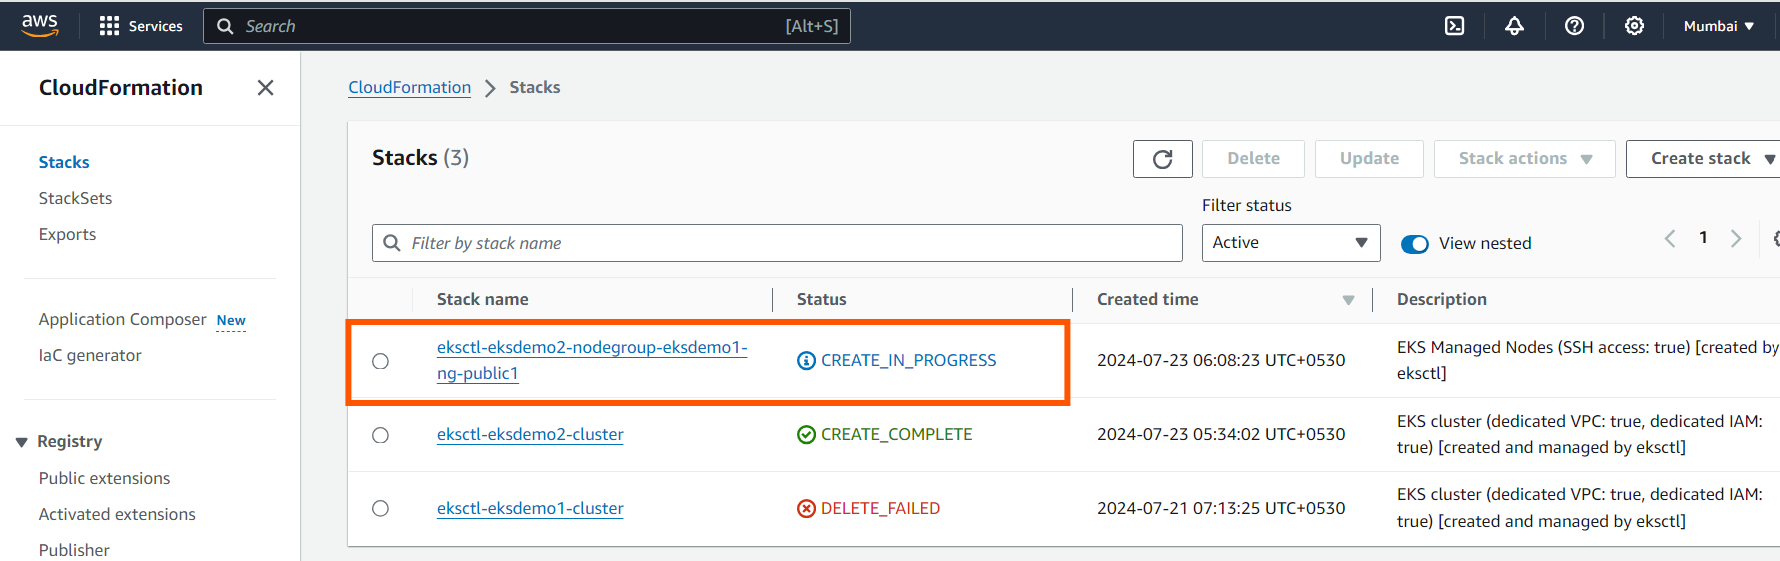 aws
Services
Search
[Alt+S]
Mumbai
CloudFormation
Stacks
StackSets
Exports
Application Composer New
IaC generator
Registry
Public extensions
Activated extensions
Publisher
CloudFormation
Stacks
Stacks (3)
Delete
Update
Stack actions
Create stack
Filter by stack name
Filter status
Active
View nested
1
Stack name
Status
Created time
Description
eksctl-eksdemo2-nodegroup-eksdemo1-
ng-public1
CREATE_IN_PROGRESS
2024-07-23 06:08:23 UTC+0530
EKS Managed Nodes (SSH access: true) [created by
eksctl]
eksctl-eksdemo2-cluster
CREATE_COMPLETE
2024-07-23 05:34:02 UTC+0530
EKS cluster (dedicated VPC: true, dedicated IAM:
true) [created and managed by eksctl]
eksctl-eksdemo1-cluster
DELETE_FAILED
2024-07-21 07:13:25 UTC+0530
EKS cluster (dedicated VPC: true, dedicated IAM:
true) [created and managed by eksctl]